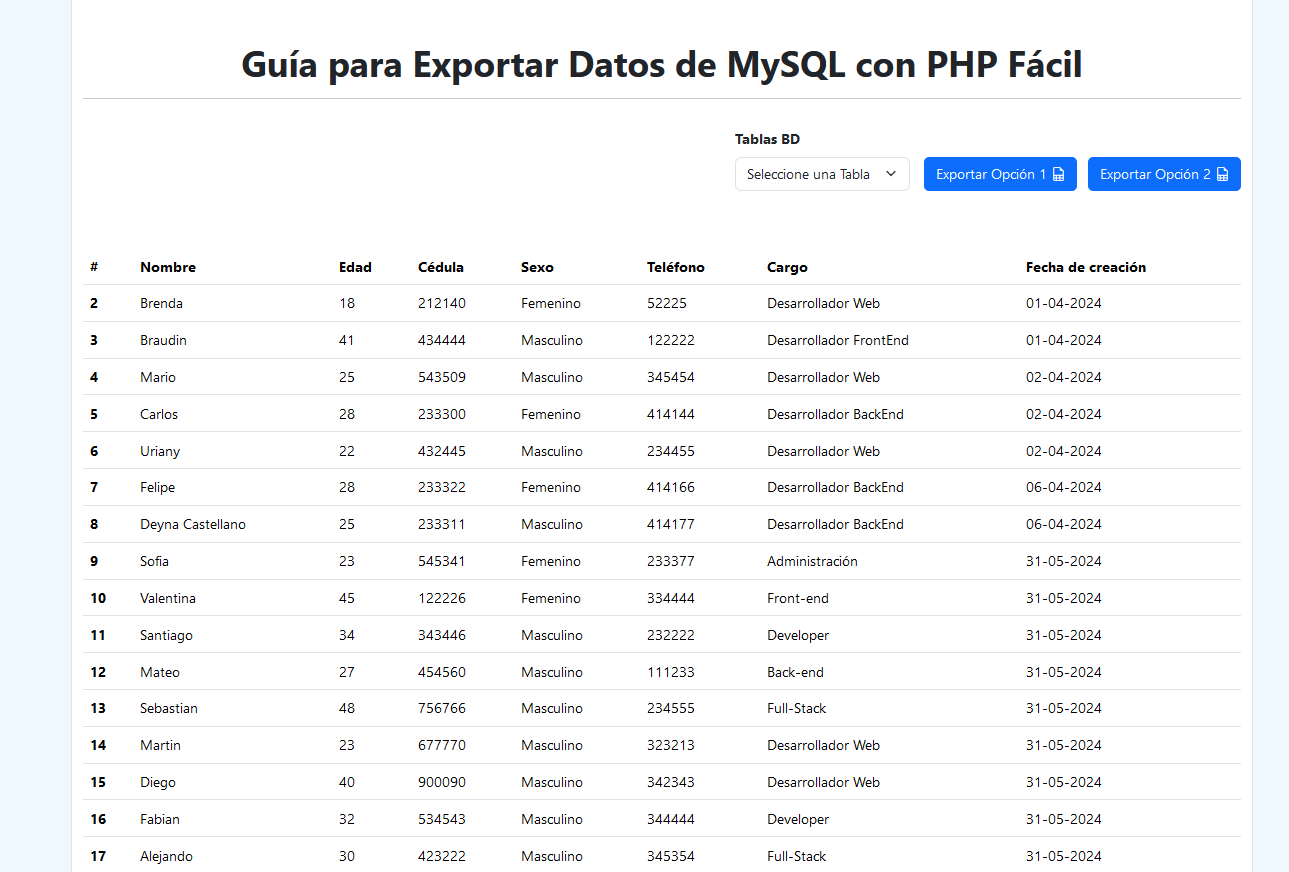 Guía para Exportar Datos de MySQL con PHP Fácil
Tablas BD
Seleccione una Tabla Exportar Opción 1 Exportar Opción 2
# Nombre Edad Cédula Sexo Teléfono Cargo Fecha de creación
2 Brenda 18 212140 Femenino 52225 Desarrollador Web 01-04-2024
3 Braudin 41 434444 Masculino 122222 Desarrollador FrontEnd 01-04-2024
4 Mario 25 543509 Masculino 345454 Desarrollador Web 02-04-2024
5 Carlos 28 233300 Femenino 414144 Desarrollador BackEnd 02-04-2024
6 Uriany 22 432445 Masculino 234455 Desarrollador Web 02-04-2024
7 Felipe 28 233322 Femenino 414166 Desarrollador BackEnd 06-04-2024
8 Deyna Castellano 25 233311 Masculino 414177 Desarrollador BackEnd 06-04-2024
9 Sofia 23 545341 Femenino 233377 Administración 31-05-2024
10 Valentina 45 122226 Femenino 334444 Front-end 31-05-2024
11 Santiago 34 343446 Masculino 232222 Developer 31-05-2024
12 Mateo 27 454560 Masculino 111233 Back-end 31-05-2024
13 Sebastian 48 756766 Masculino 234555 Full-Stack 31-05-2024
14 Martin 23 677770 Masculino 323213 Desarrollador Web 31-05-2024
15 Diego 40 900090 Masculino 342343 Desarrollador Web 31-05-2024
16 Fabian 32 534543 Masculino 344444 Developer 31-05-2024
17 Alejando 30 423222 Masculino 345354 Full-Stack 31-05-2024